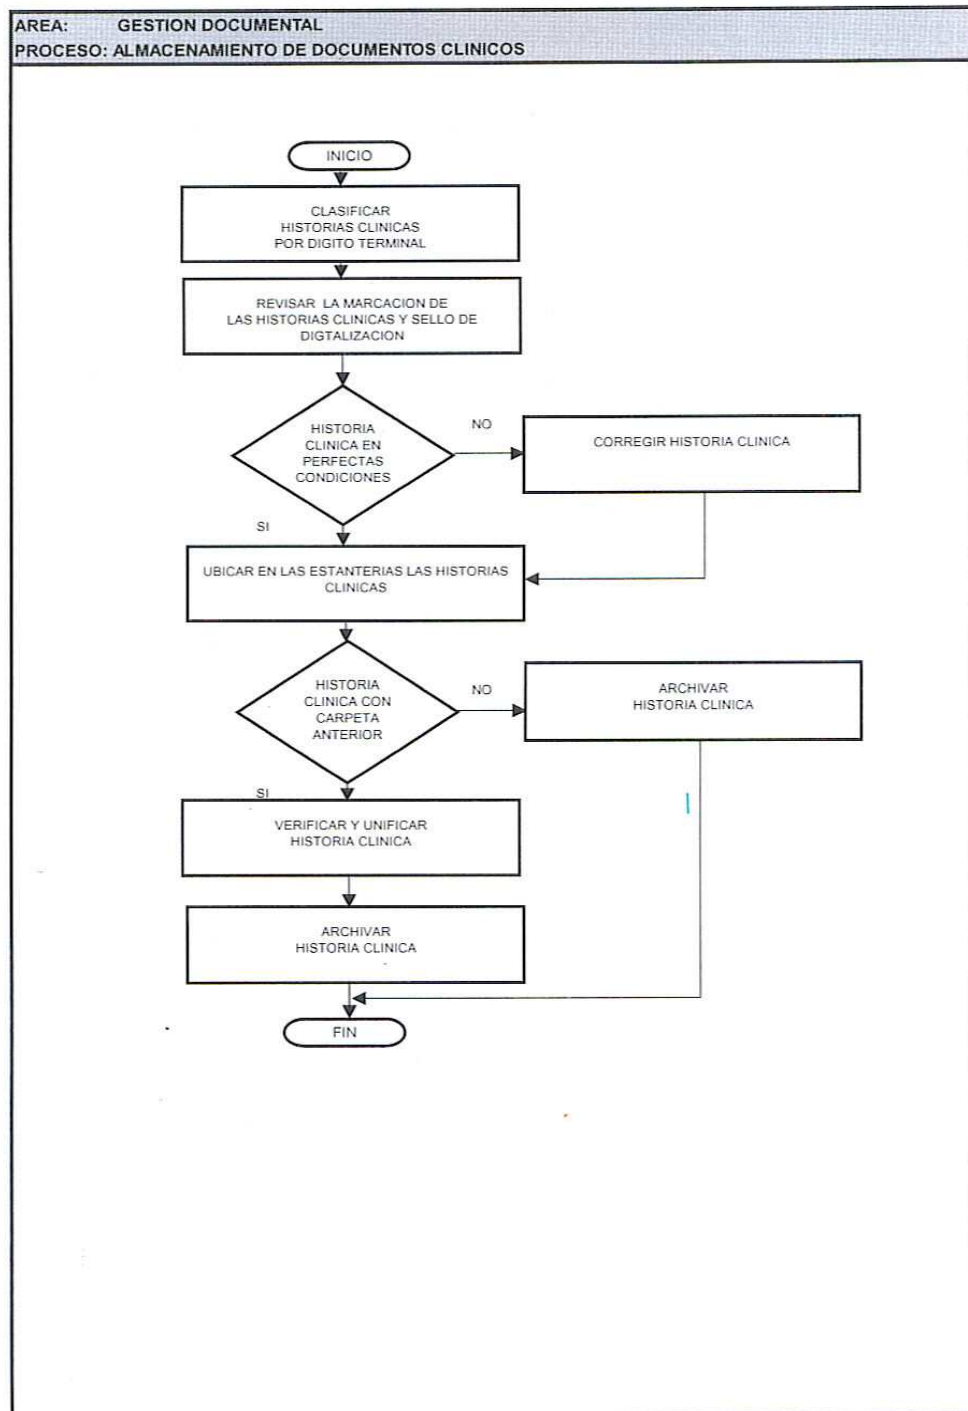 AREA: GESTION DOCUMENTAL
PROCESO: ALMACENAMIENTO DE DOCUMENTOS CLINICOS
INICIO
CLASIFICAR
HISTORIAS CLINICAS
POR DIGITO TERMINAL
REVISAR LA MARCACION DE
LAS HISTORIAS CLINICAS Y SELLO DE
DIGTALIZACION
HISTORIA
CLINICA EN
PERFECTAS
CONDICIONES
NO
CORREGIR HISTORIA CLINICA
SI
UBICAR EN LAS ESTANTERIAS LAS HISTORIAS
CLINICAS
HISTORIA
CLINICA CON
CARPETA
ANTERIOR
NO
ARCHIVAR
HISTORIA CLINICA
SI
VERIFICAR Y UNIFICAR
HISTORIA CLINICA
ARCHIVAR
HISTORIA CLINICA
FIN